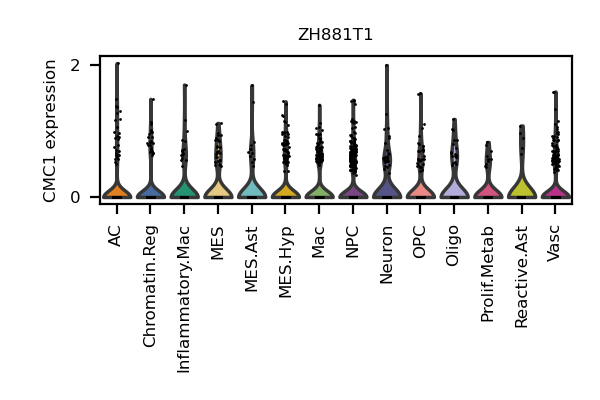 ZH881T1
CMC1 expression
2
0
AC
Chromatin.Reg
Inflammatory.Mac
MES
MES.Ast
MES.Hyp
Mac
NPC
Neuron
OPC
Oligo
Prolif.Metab
Reactive.Ast
Vasc